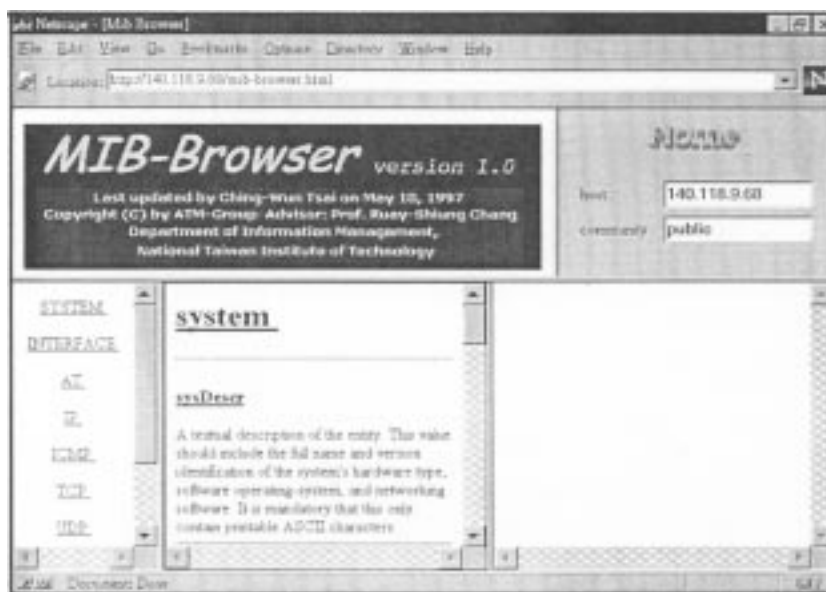 Netscape - [Mib Browser]
File Edit View Go Bookmarks Options Directory Window Help
Location: http://140.118.9.68/mib-browser.html
MIB-Browser version 1.0
Last updated by Ching-Wun Tsai on May 18, 1997
Copyright (C) by ATM-Group Advisor: Prof. Ruay-Shiung Chang
Department of Information Management,
National Taiwan Institute of Technology
Home
host:
140.118.9.68
community
public
SYSTEM
INTERFACE
AT
IP
ICMP
TCP
UDP
system
sysDescr
A textual description of the entity. This value
should include the full name and version
identification of the system's hardware type,
software operating-system, and networking
software. It is mandatory that this only
contain printable ASCII characters
Document: Done